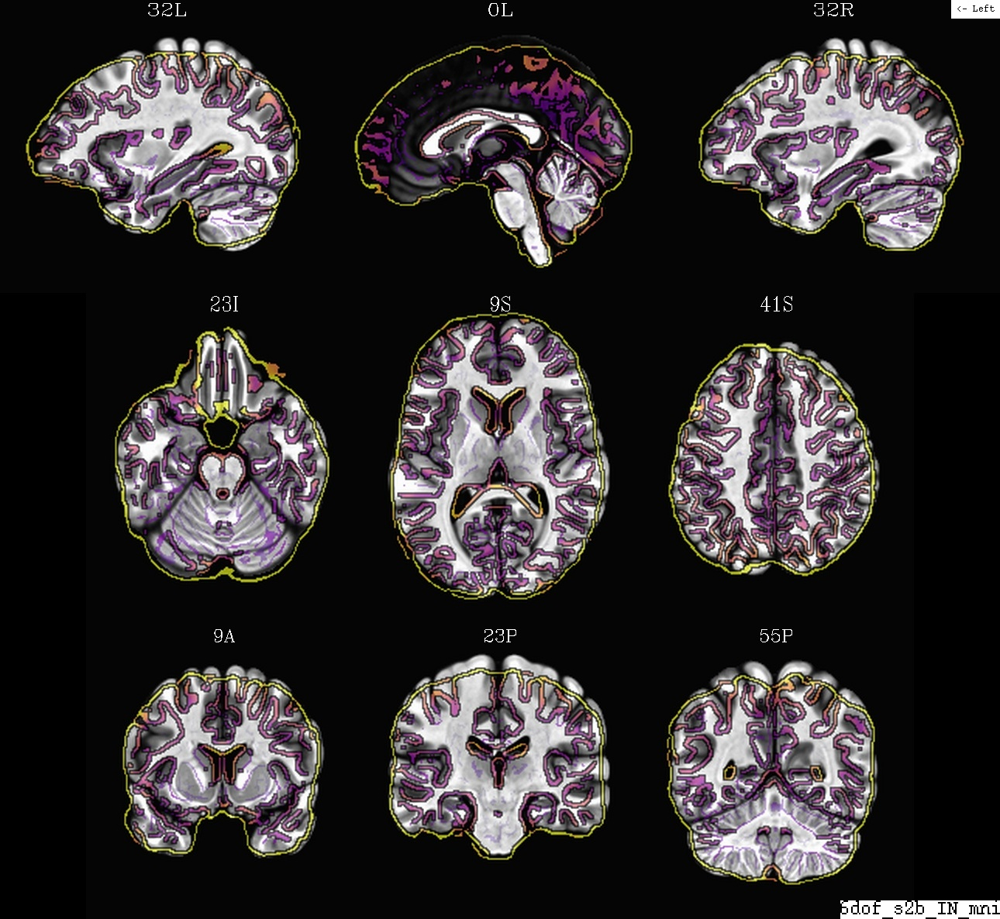 32L 0L 32R
<- Left
23I 9S 41S
9A 23P 55P
6dof_s2b_IN_mni